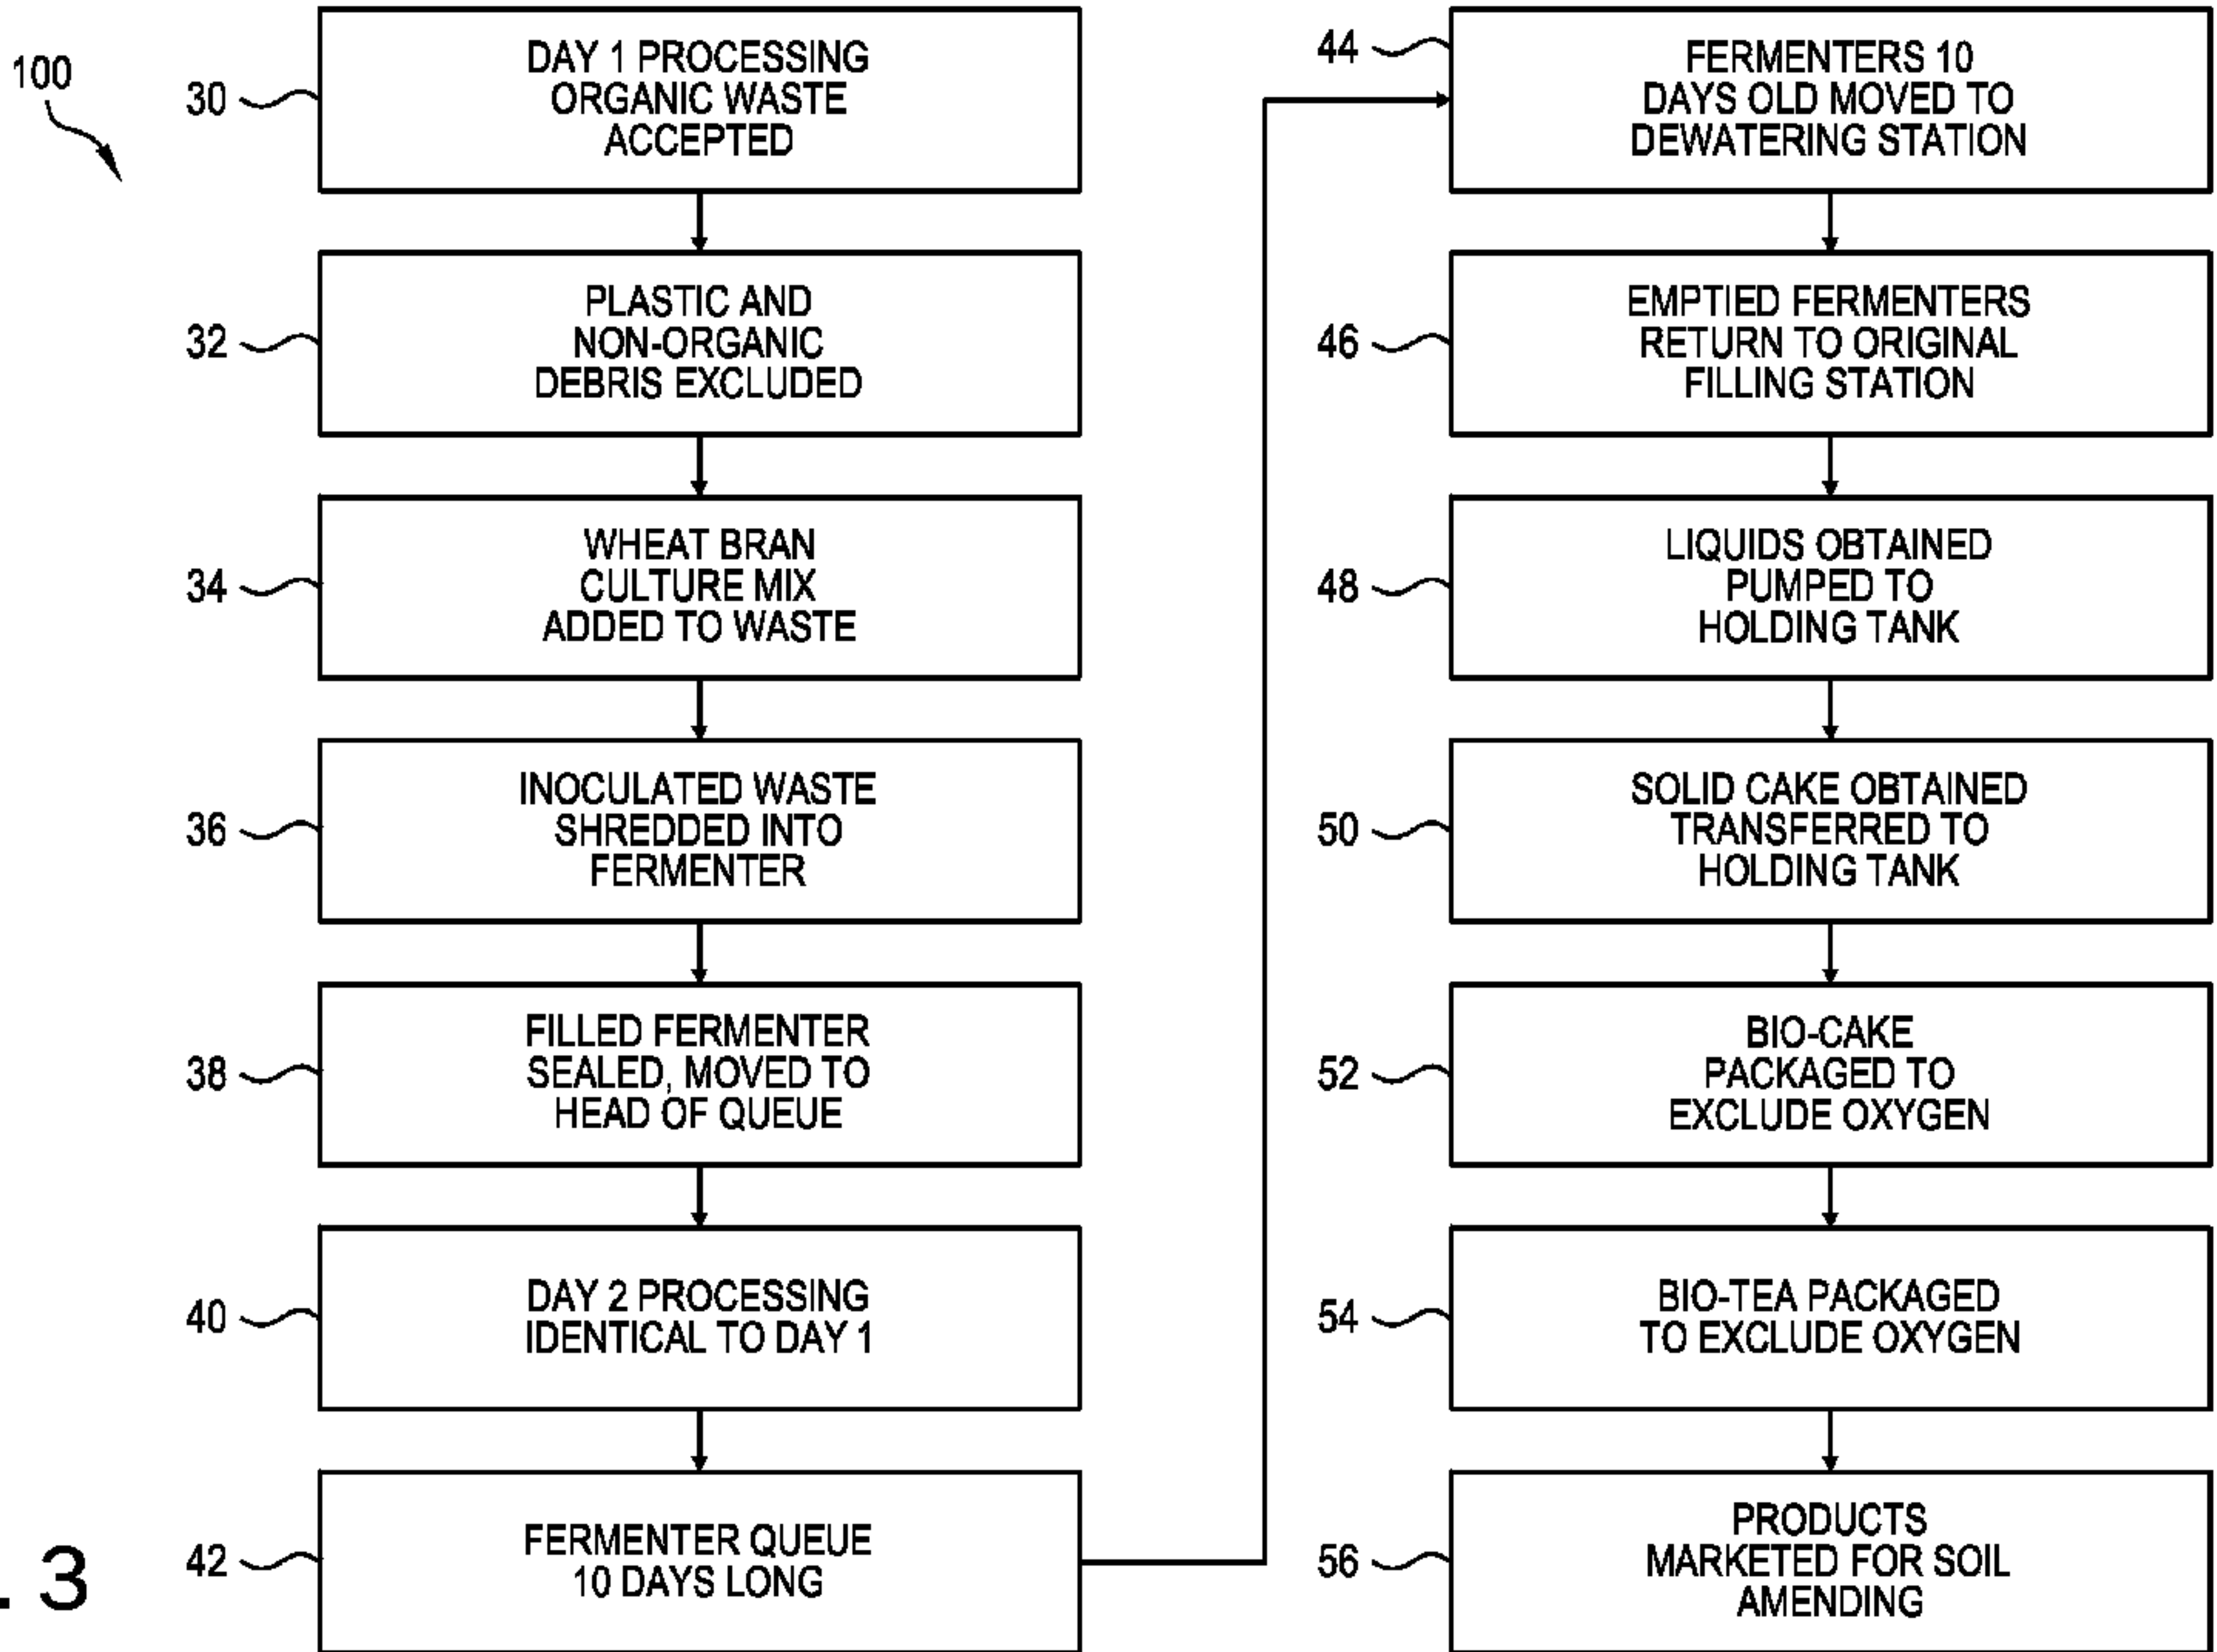 100
30
DAY 1 PROCESSING
ORGANIC WASTE
ACCEPTED
32
PLASTIC AND
NON-ORGANIC
DEBRIS EXCLUDED
34
WHEAT BRAN
CULTURE MIX
ADDED TO WASTE
36
INOCULATED WASTE
SHREDDED INTO
FERMENTER
38
FILLED FERMENTER
SEALED, MOVED TO
HEAD OF QUEUE
40
DAY 2 PROCESSING
IDENTICAL TO DAY 1
42
FERMENTER QUEUE
10 DAYS LONG
44
FERMENTERS 10
DAYS OLD MOVED TO
DEWATERING STATION
46
EMPTIED FERMENTERS
RETURN TO ORIGINAL
FILLING STATION
48
LIQUIDS OBTAINED
PUMPED TO
HOLDING TANK
50
SOLID CAKE OBTAINED
TRANSFERRED TO
HOLDING TANK
52
BIO-CAKE
PACKAGED TO
EXCLUDE OXYGEN
54
BIO-TEA PACKAGED
TO EXCLUDE OXYGEN
56
PRODUCTS
MARKETED FOR SOIL
AMENDING
. 3